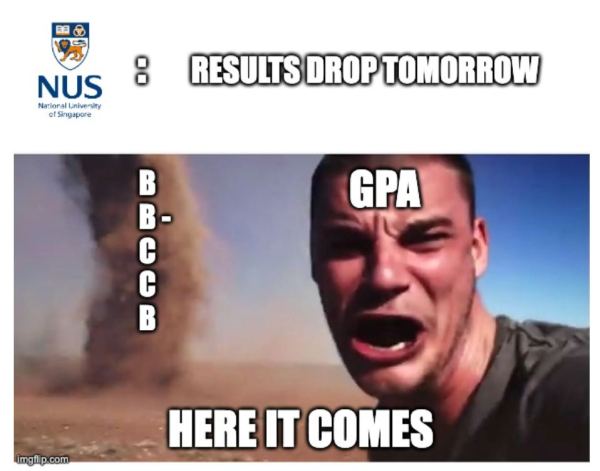 NUS
National University
of Singapore
: RESULTS DROP TOMORROW
B
B-
C
C
B
GPA
HERE IT COMES
imgflip.com